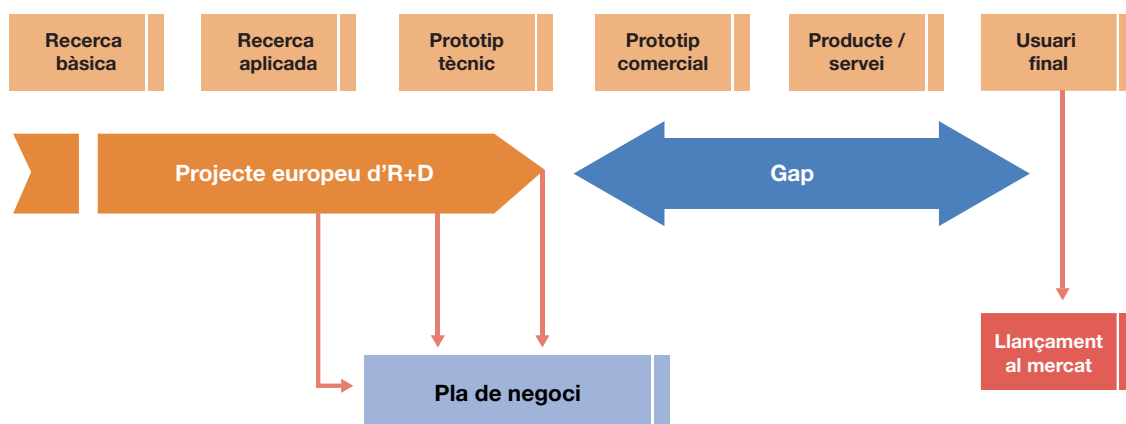 Recerca
bàsica
Recerca
aplicada
Prototip
tècnic
Prototip
comercial
Producte /
servei
Usuari
final
Projecte europeu d’R+D
Gap
Llançament
al mercat
Pla de negoci